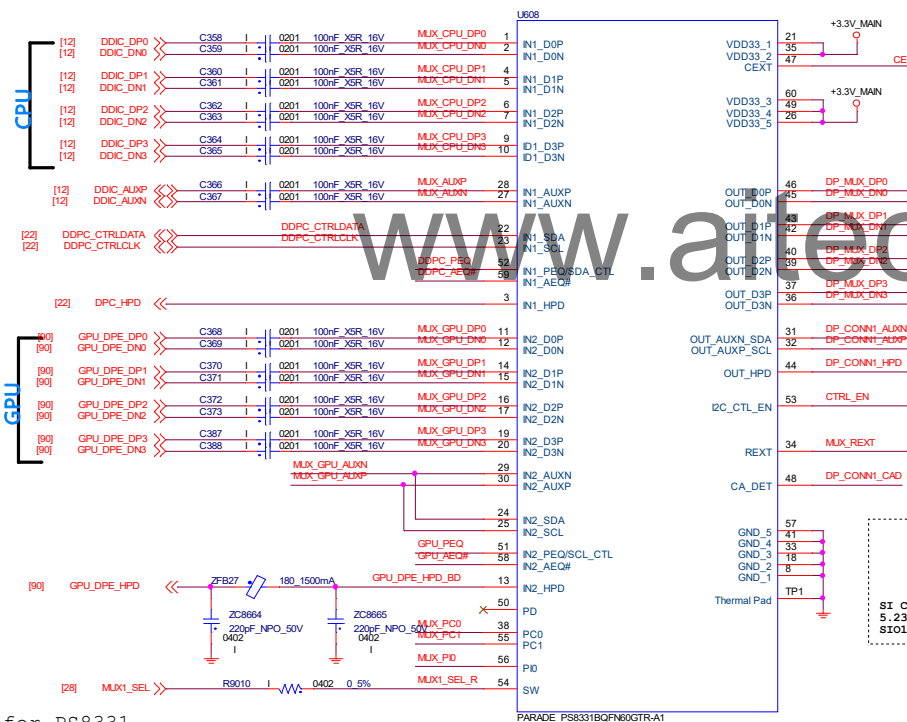 U608
+3.3V_MAIN
[12] DDIC_DP0 C358 I 0201 100nF_X5R_16V MUX_CPU_DP0 1 IN1_D0P VDD33_1 21
[12] DDIC_DN0 C359 I 0201 100nF_X5R_16V MUX_CPU_DN0 2 IN1_D0N VDD33_2 35
CEXT 47 CE
[12] DDIC_DP1 C360 I 0201 100nF_X5R_16V MUX_CPU_DP1 4 IN1_D1P
[12] DDIC_DN1 C361 I 0201 100nF_X5R_16V MUX_CPU_DN1 5 IN1_D1N
+3.3V_MAIN
CPU
[12] DDIC_DP2 C362 I 0201 100nF_X5R_16V MUX_CPU_DP2 6 IN1_D2P VDD33_3 60
[12] DDIC_DN2 C363 I 0201 100nF_X5R_16V MUX_CPU_DN2 7 IN1_D2N VDD33_4 49
VDD33_5 26
[12] DDIC_DP3 C364 I 0201 100nF_X5R_16V MUX_CPU_DP3 9 ID1_D3P
[12] DDIC_DN3 C365 I 0201 100nF_X5R_16V MUX_CPU_DN3 10 ID1_D3N
[12] DDIC_AUXP C366 I 0201 100nF_X5R_16V MUX_AUXP 28 IN1_AUXP OUT_D0P 46 DP_MUX_DP0
[12] DDIC_AUXN C367 I 0201 100nF_X5R_16V MUX_AUXN 27 IN1_AUXN OUT_D0N 45 DP_MUX_DN0
OUT_D1P 43 DP_MUX_DP1
[22] DDPC_CTRLDATA DDPC_CTRLDATA 22 IN1_SDA OUT_D1N 42 DP_MUX_DN1
[22] DDPC_CTRLCLK DDPC_CTRLCLK 23 IN1_SCL
www.aitec
OUT_D2P 40 DP_MUX_DP2
DDPC_PEQ 52 IN1_PEQ/SDA_CTL OUT_D2N 39 DP_MUX_DN2
DDPC_AEQ# 59 IN1_AEQ#
OUT_D3P 37 DP_MUX_DP3
[22] DPC_HPD 3 IN1_HPD OUT_D3N 36 DP_MUX_DN3
[90] GPU_DPE_DP0 C368 I 0201 100nF_X5R_16V MUX_GPU_DP0 11 IN2_D0P OUT_AUXN_SDA 31 DP_CONN1_AUXN
[90] GPU_DPE_DN0 C369 I 0201 100nF_X5R_16V MUX_GPU_DN0 12 IN2_D0N OUT_AUXP_SCL 32 DP_CONN1_AUXP
[90] GPU_DPE_DP1 C370 I 0201 100nF_X5R_16V MUX_GPU_DP1 14 IN2_D1P OUT_HPD 44 DP_CONN1_HPD
[90] GPU_DPE_DN1 C371 I 0201 100nF_X5R_16V MUX_GPU_DN1 15 IN2_D1N
GPU
[90] GPU_DPE_DP2 C372 I 0201 100nF_X5R_16V MUX_GPU_DP2 16 IN2_D2P I2C_CTL_EN 53 CTRL_EN
[90] GPU_DPE_DN2 C373 I 0201 100nF_X5R_16V MUX_GPU_DN2 17 IN2_D2N
[90] GPU_DPE_DP3 C387 I 0201 100nF_X5R_16V MUX_GPU_DP3 19 IN2_D3P
[90] GPU_DPE_DN3 C388 I 0201 100nF_X5R_16V MUX_GPU_DN3 20 IN2_D3N REXT 34 MUX_REXT
MUX_GPU_AUXN 29 IN2_AUXN
MUX_GPU_AUXP 30 IN2_AUXP CA_DET 48 DP_CONN1_CAD
24 IN2_SDA
25 IN2_SCL GND_5 57
GND_4 41
GPU_PEQ 51 IN2_PEQ/SCL_CTL GND_3 33
GPU_AEQ# 58 IN2_AEQ# GND_2 18
GND_1 8
[90] GPU_DPE_HPD ZFB27 180_1500mA GPU_DPE_HPD_BD 13 IN2_HPD
Thermal Pad TP1
50 PD
ZC8664 ZC8665
220pF_NPO_50V 220pF_NPO_50V
0402 0402
I I
MUX_PC0 38 PC0
MUX_PC1 55 PC1
SI C
5.23
SIO1
MUX_PI0 56 PI0
[28] MUX1_SEL R9010 I 0402 0_5% MUX1_SEL_R 54 SW
PARADE_PS8331BQFN60GTR-A1
for PS8331